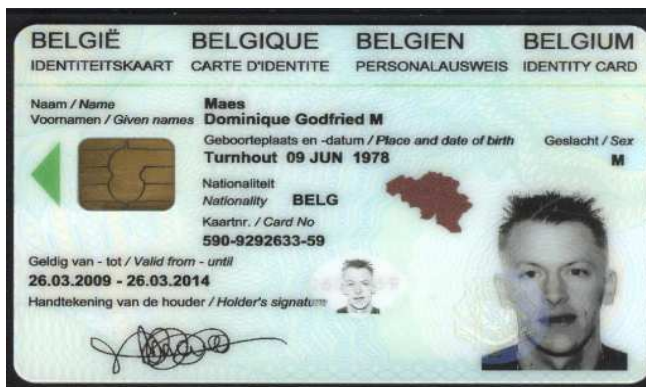 BELGIË BELGIQUE BELGIEN BELGIUM
IDENTITEITSKAART CARTE D'IDENTITE PERSONALAUSWEIS IDENTITY CARD
Naam / Name Maes
Voornamen / Given names Dominique Godfried M
Geboorteplaats en -datum / Place and date of birth Geslacht / Sex
Turnhout 09 JUN 1978 M
Nationaliteit
Nationality BELG
Kaartnr. / Card No
590-9292633-59
Geldig van - tot / Valid from - until
26.03.2009 - 26.03.2014
Handtekening van de houder / Holder's signature